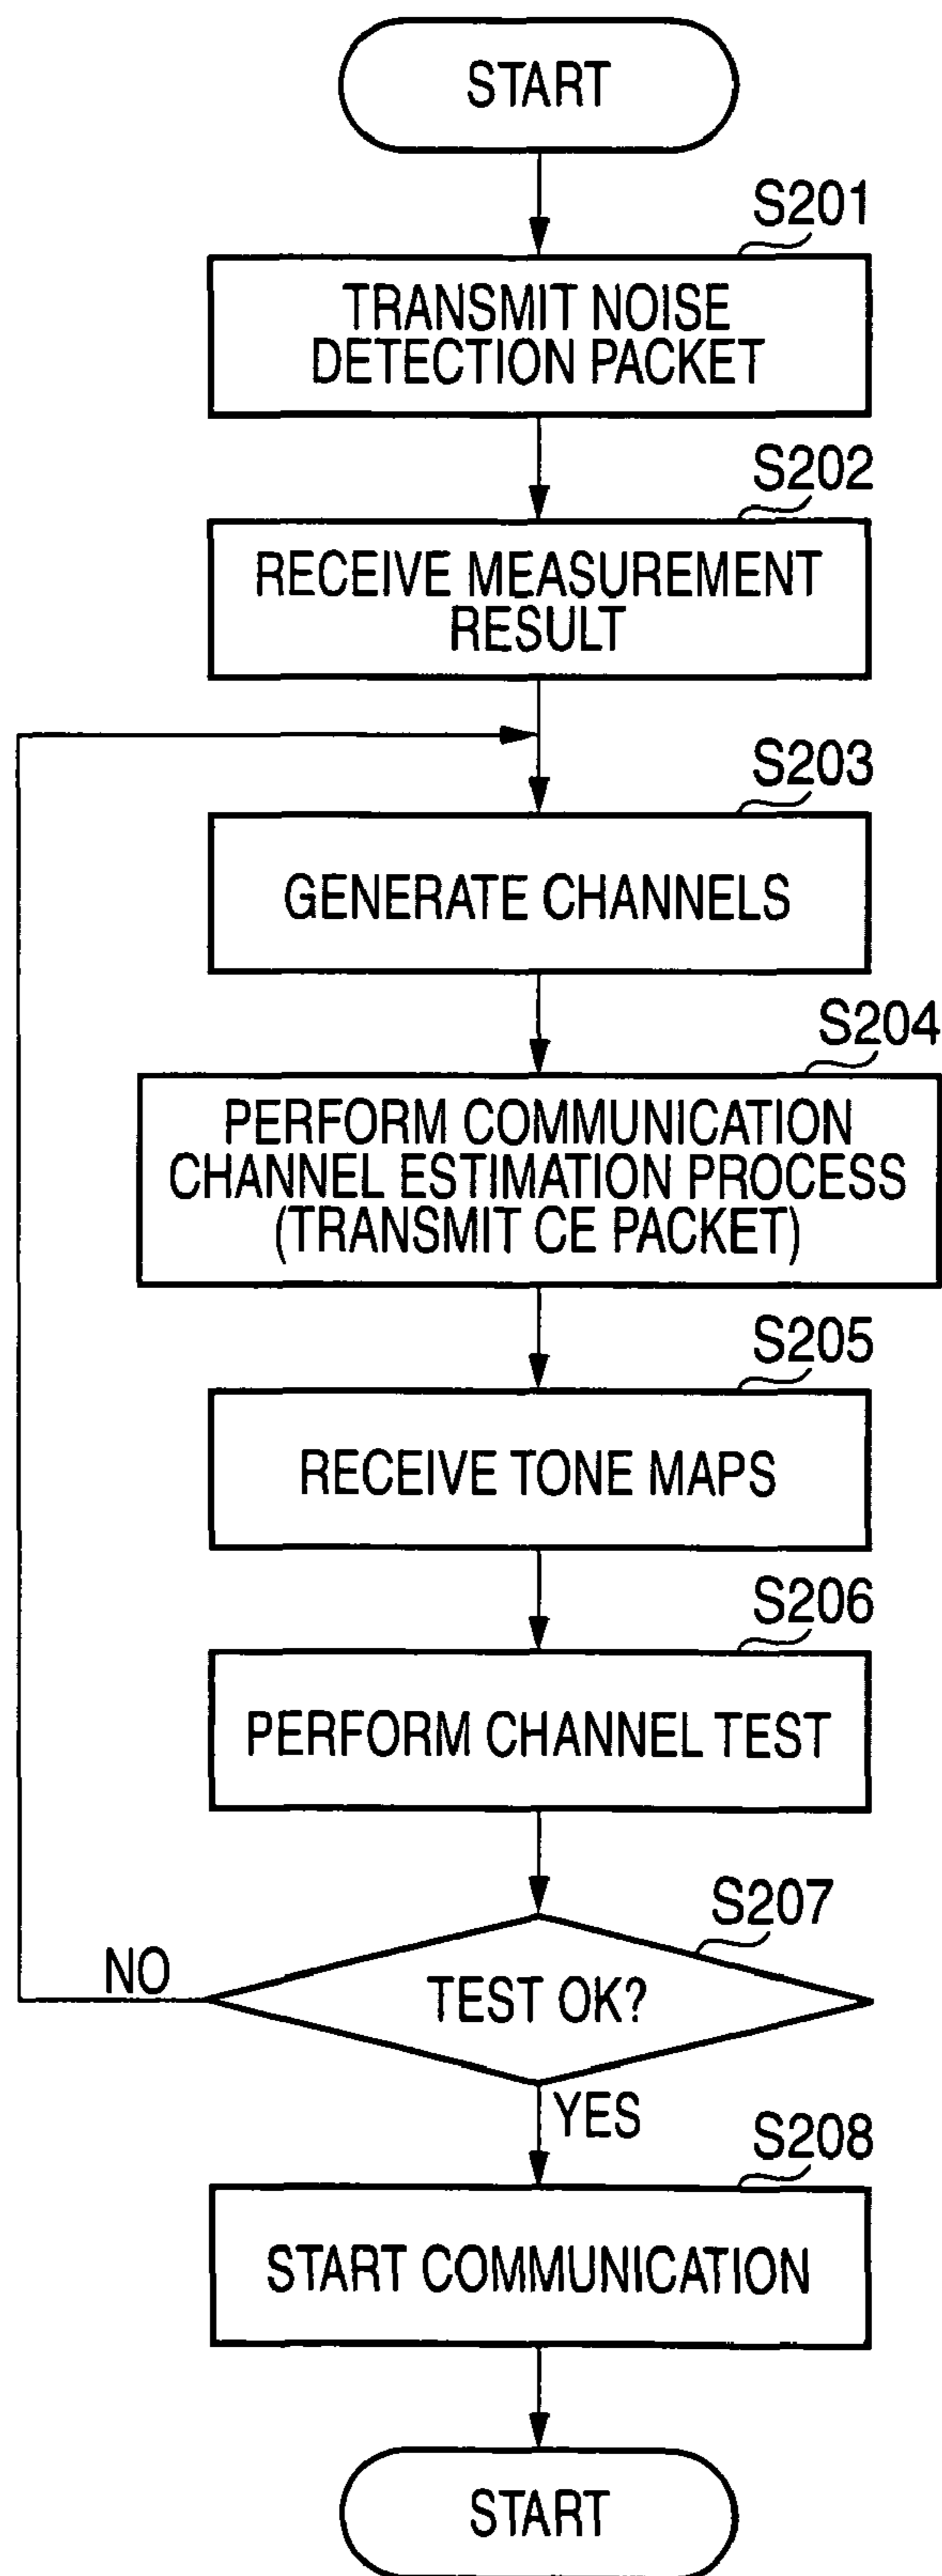 START
S201
TRANSMIT NOISE
DETECTION PACKET
S202
RECEIVE MEASUREMENT
RESULT
S203
GENERATE CHANNELS
S204
PERFORM COMMUNICATION
CHANNEL ESTIMATION PROCESS
(TRANSMIT CE PACKET)
S205
RECEIVE TONE MAPS
S206
PERFORM CHANNEL TEST
S207
NO
TEST OK?
YES
S208
START COMMUNICATION
START